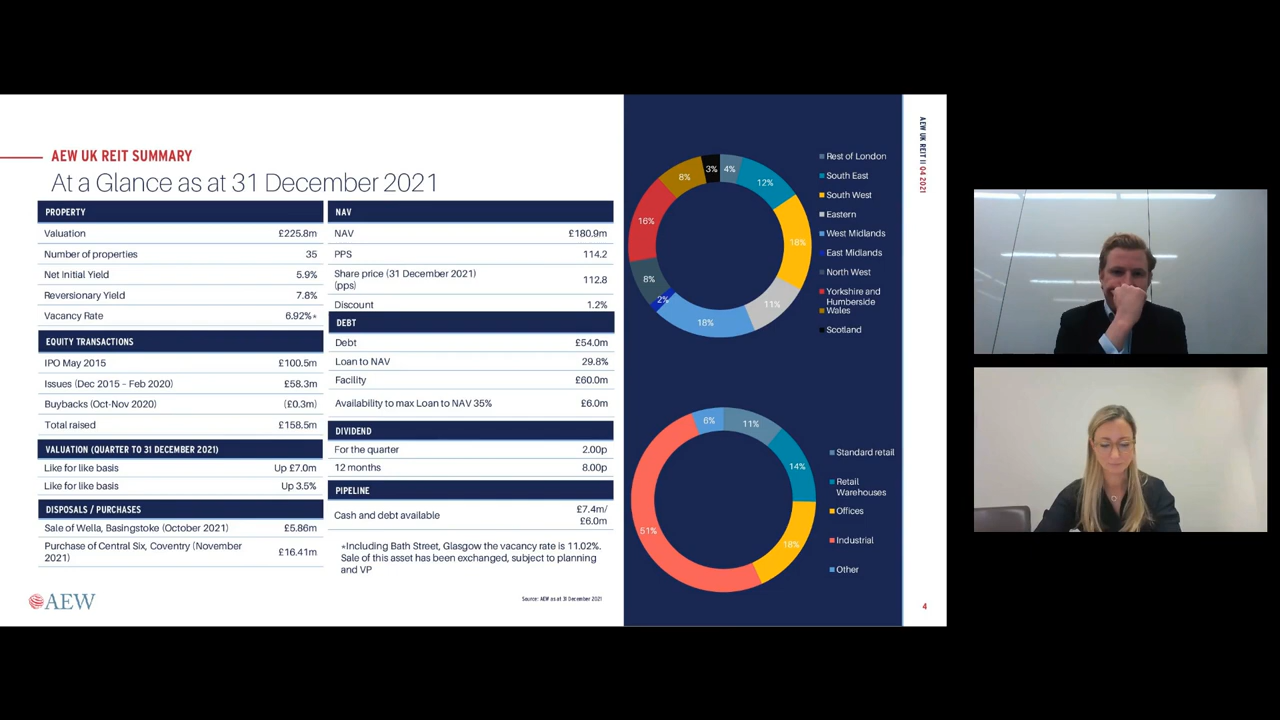 AEW UK REIT SUMMARY
At a Glance as at 31 December 2021
PROPERTY
Valuation £225.8m
Number of properties 35
Net Initial Yield 5.9%
Reversionary Yield 7.8%
Vacancy Rate 6.92%*
EQUITY TRANSACTIONS
IPO May 2015 £100.5m
Issues (Dec 2015 – Feb 2020) £58.3m
Buybacks (Oct-Nov 2020) (£0.3m)
Total raised £158.5m
VALUATION (QUARTER TO 31 DECEMBER 2021)
Like for like basis Up £7.0m
Like for like basis Up 3.5%
DISPOSALS / PURCHASES
Sale of Wella, Basingstoke (October 2021) £5.86m
Purchase of Central Six, Coventry (November
2021) £16.41m
NAV
NAV £180.9m
PPS 114.2
Share price (31 December 2021)
(pps) 112.8
Discount 1.2%
DEBT
Debt £54.0m
Loan to NAV 29.8%
Facility £60.0m
Availability to max Loan to NAV 35% £6.0m
DIVIDEND
For the quarter 2.00p
12 months 8.00p
PIPELINE
Cash and debt available £7.4m/
£6.0m
*Including Bath Street, Glasgow the vacancy rate is 11.02%.
Sale of this asset has been exchanged, subject to planning
and VP
AEW
Source: AEW as at 31 December 2021
4%
12%
18%
11%
18%
2%
8%
16%
8%
3%
Rest of London
South East
South West
Eastern
West Midlands
East Midlands
North West
Yorkshire and
Humberside
Wales
Scotland
11%
14%
18%
51%
6%
Standard retail
Retail
Warehouses
Offices
Industrial
Other
AEW UK REIT II Q4 2021
4